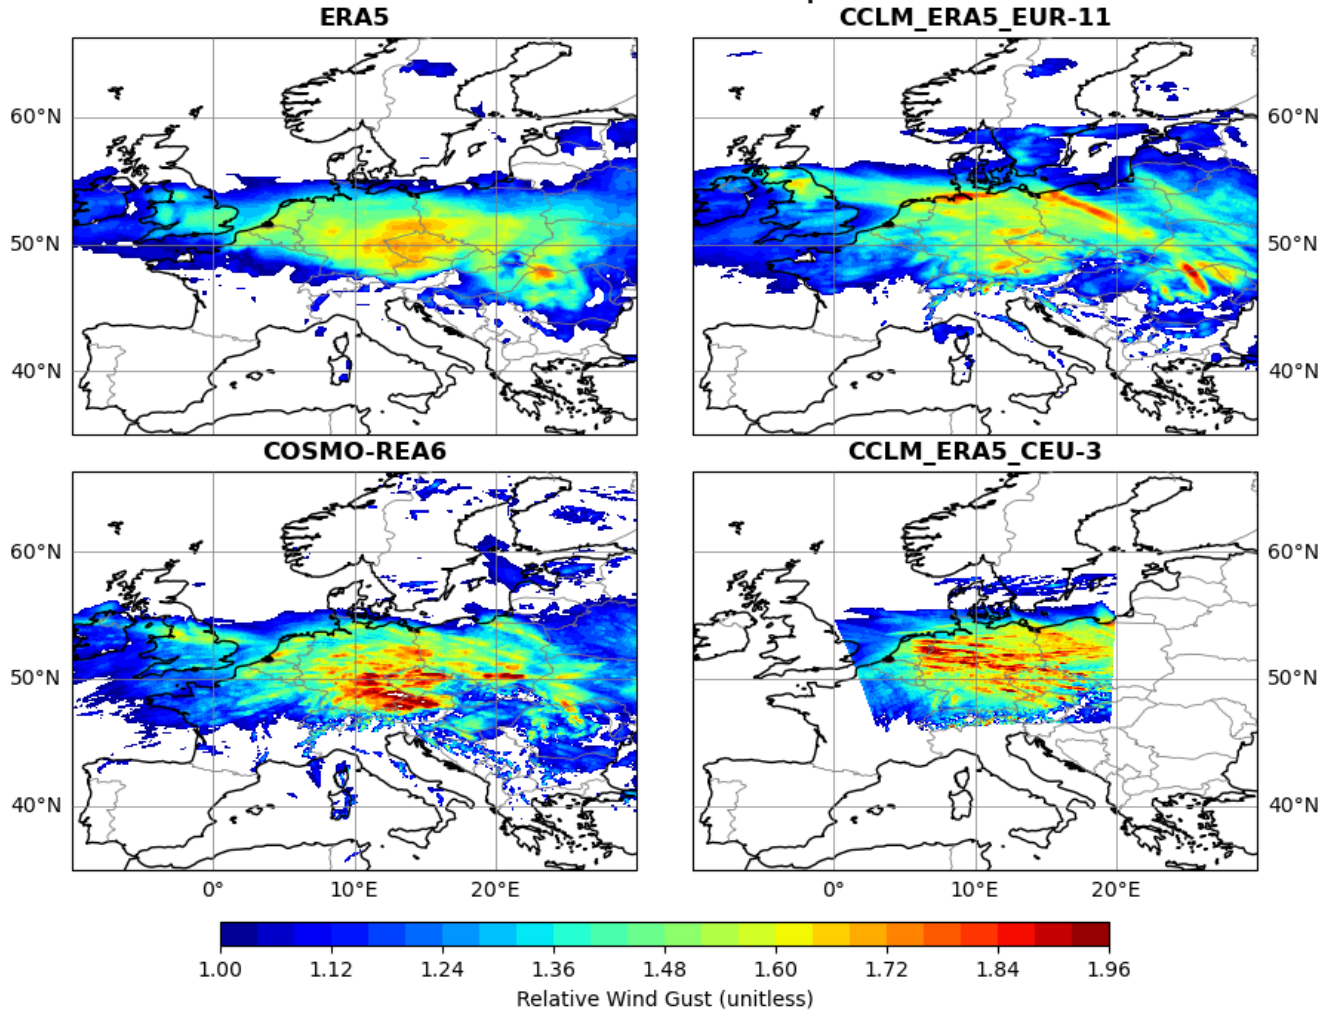 ERA5
CCLM_ERA5_EUR-11
60°N
60°N
50°N
50°N
40°N
40°N
COSMO-REA6
CCLM_ERA5_CEU-3
60°N
60°N
50°N
50°N
40°N
40°N
0° 10°E 20°E
0° 10°E 20°E
1.00 1.12 1.24 1.36 1.48 1.60 1.72 1.84 1.96
Relative Wind Gust (unitless)